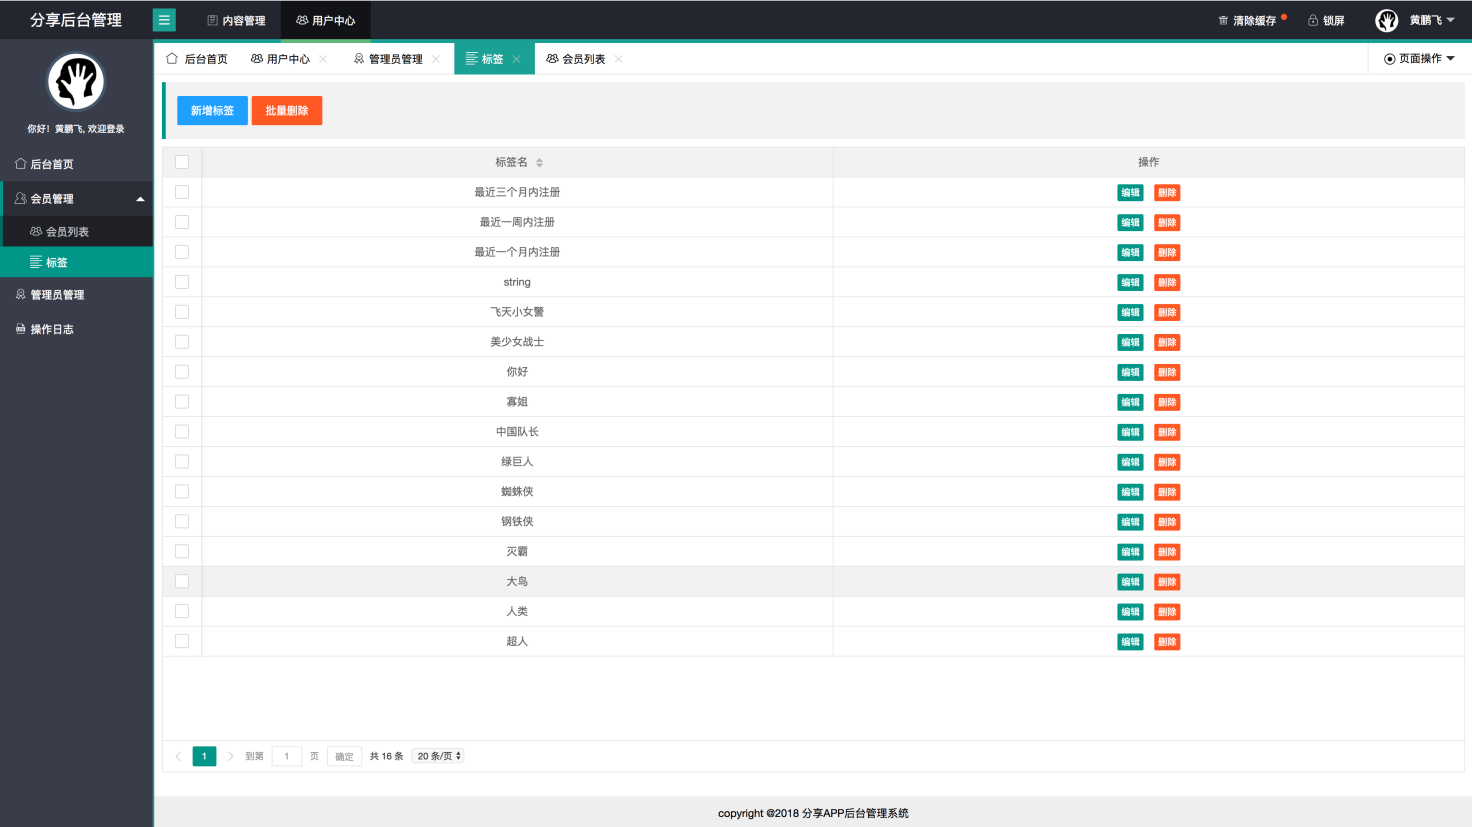 分享后台管理 内容管理 用户中心 清除缓存 锁屏 黄鹏飞
后台首页 用户中心 管理员管理 标签 会员列表 页面操作
你好！黄鹏飞, 欢迎登录
后台首页
会员管理
会员列表
标签
管理员管理
操作日志
新增标签 批量删除
标签名 操作
最近三个月内注册 编辑 删除
最近一周内注册 编辑 删除
最近一个月内注册 编辑 删除
string 编辑 删除
飞天小女警 编辑 删除
美少女战士 编辑 删除
你好 编辑 删除
寡姐 编辑 删除
中国队长 编辑 删除
绿巨人 编辑 删除
蜘蛛侠 编辑 删除
钢铁侠 编辑 删除
灭霸 编辑 删除
大鸟 编辑 删除
人类 编辑 删除
超人 编辑 删除
1 到第 1 页 确定 共 16 条 20 条/页
copyright @2018 分享APP后台管理系统